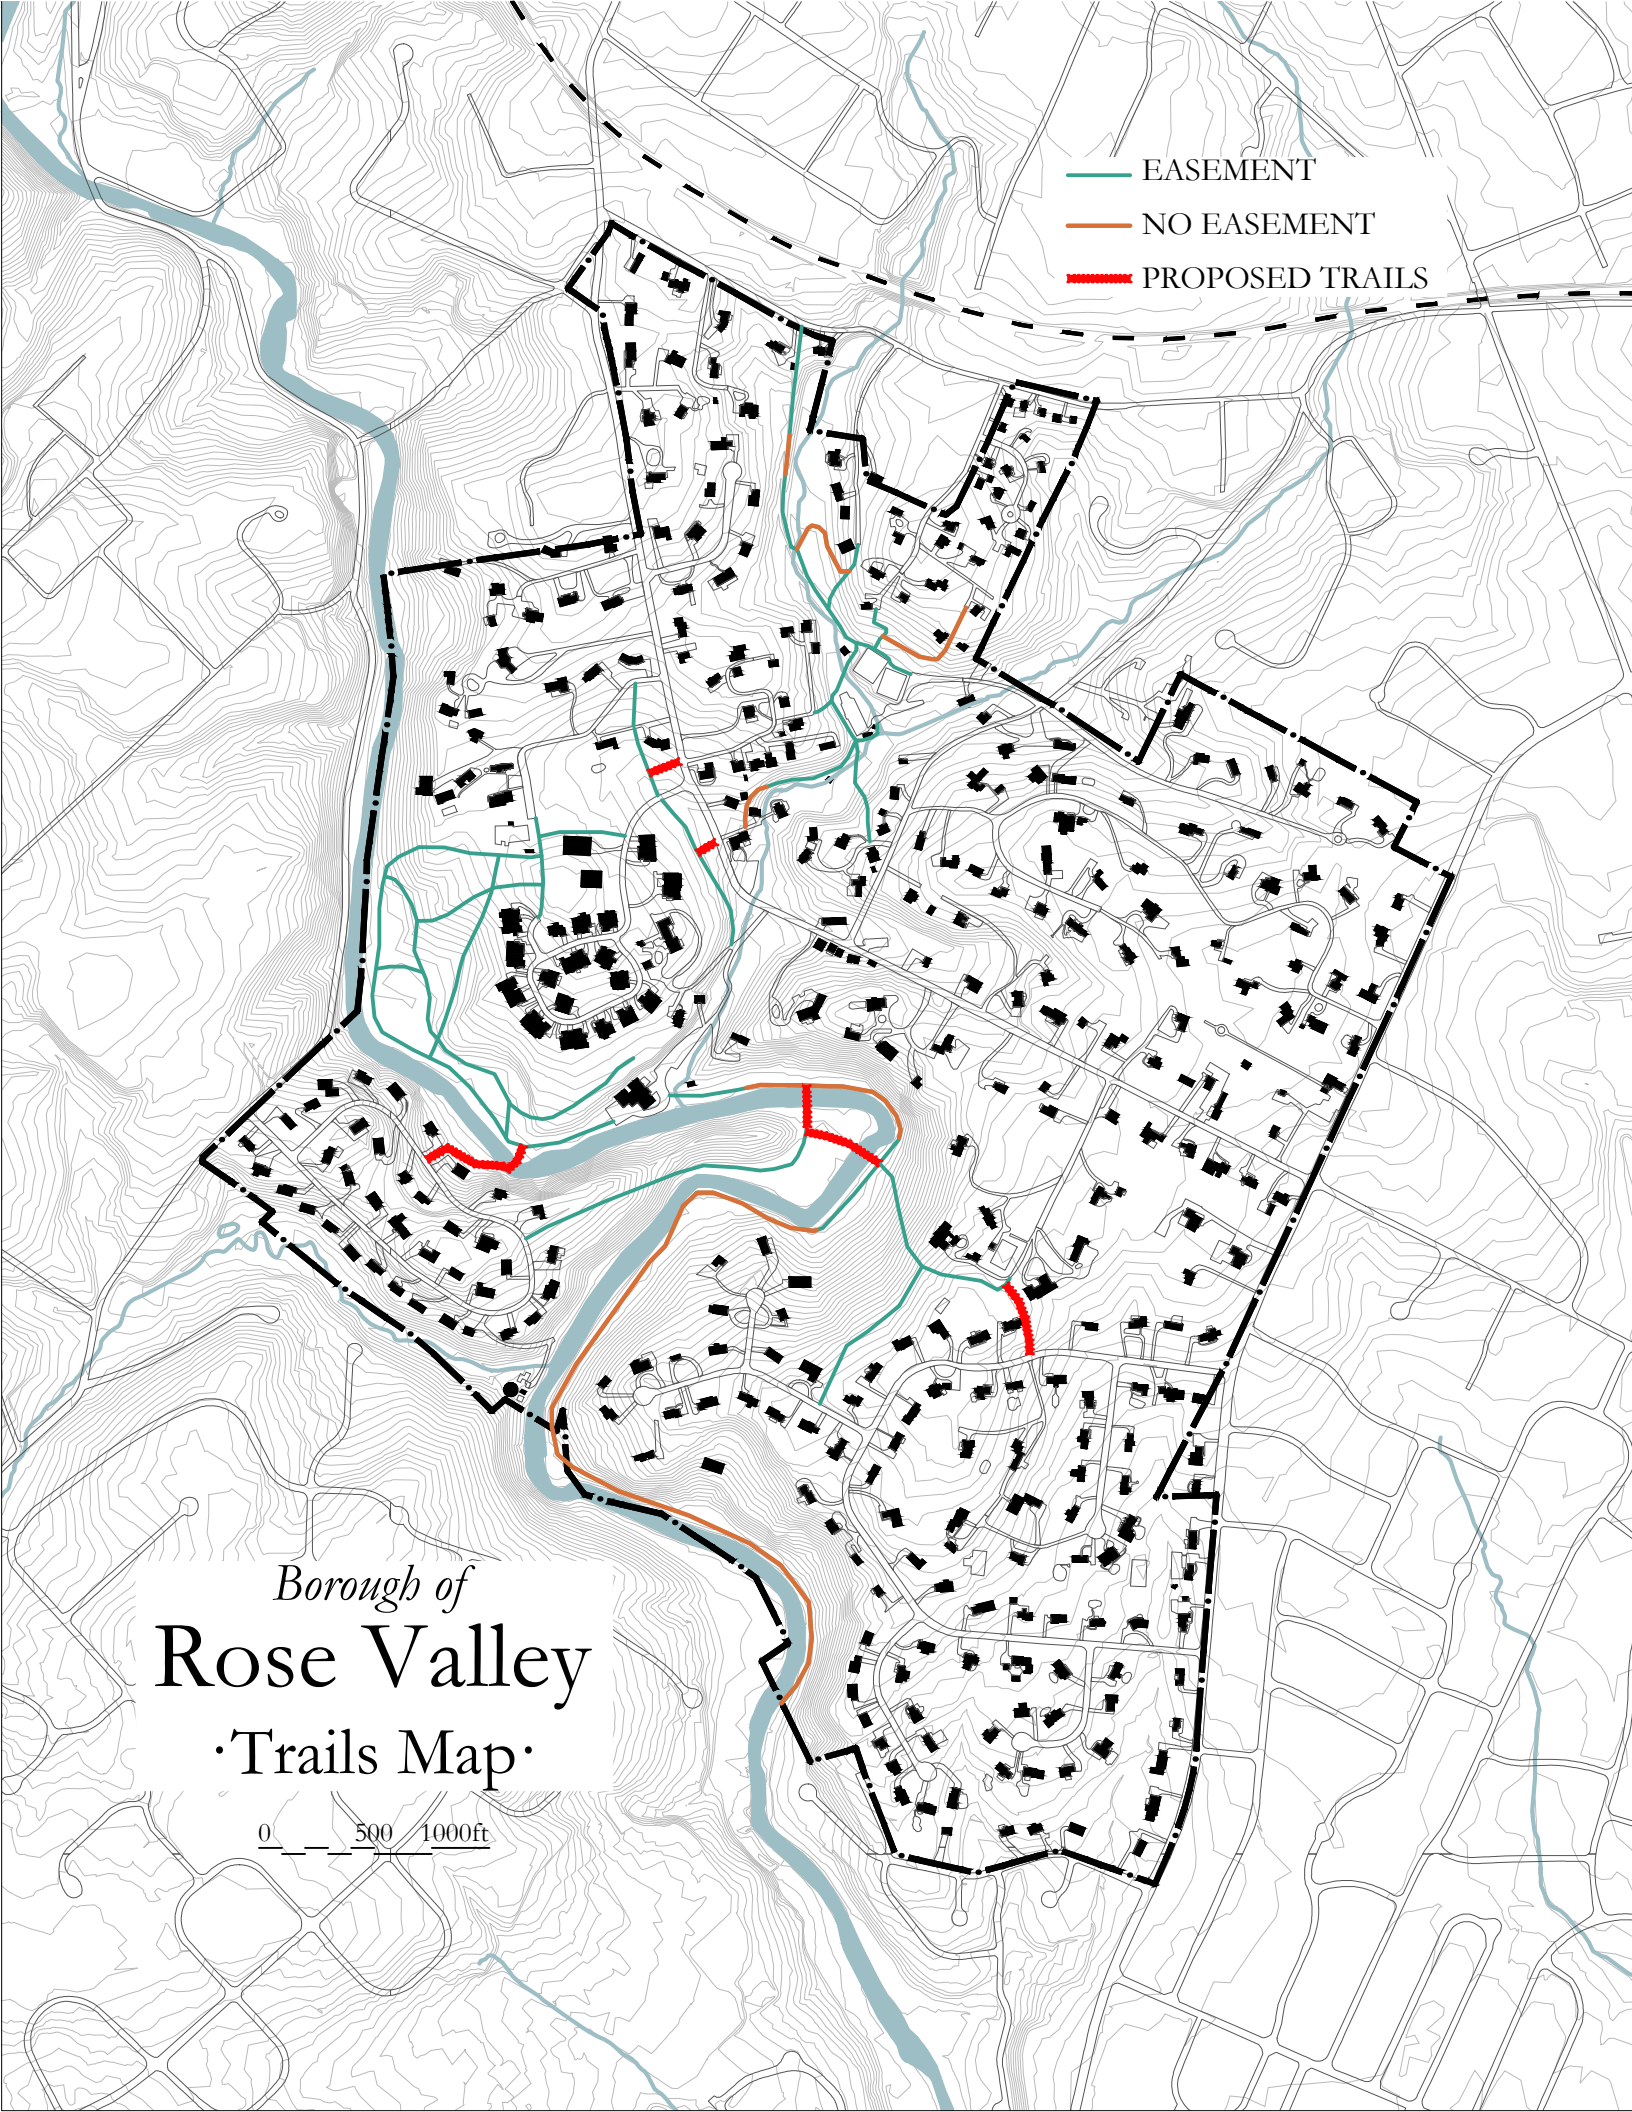 EASEMENT
NO EASEMENT
PROPOSED TRAILS
Borough of
Rose Valley
·Trails Map·
0 500 1000ft